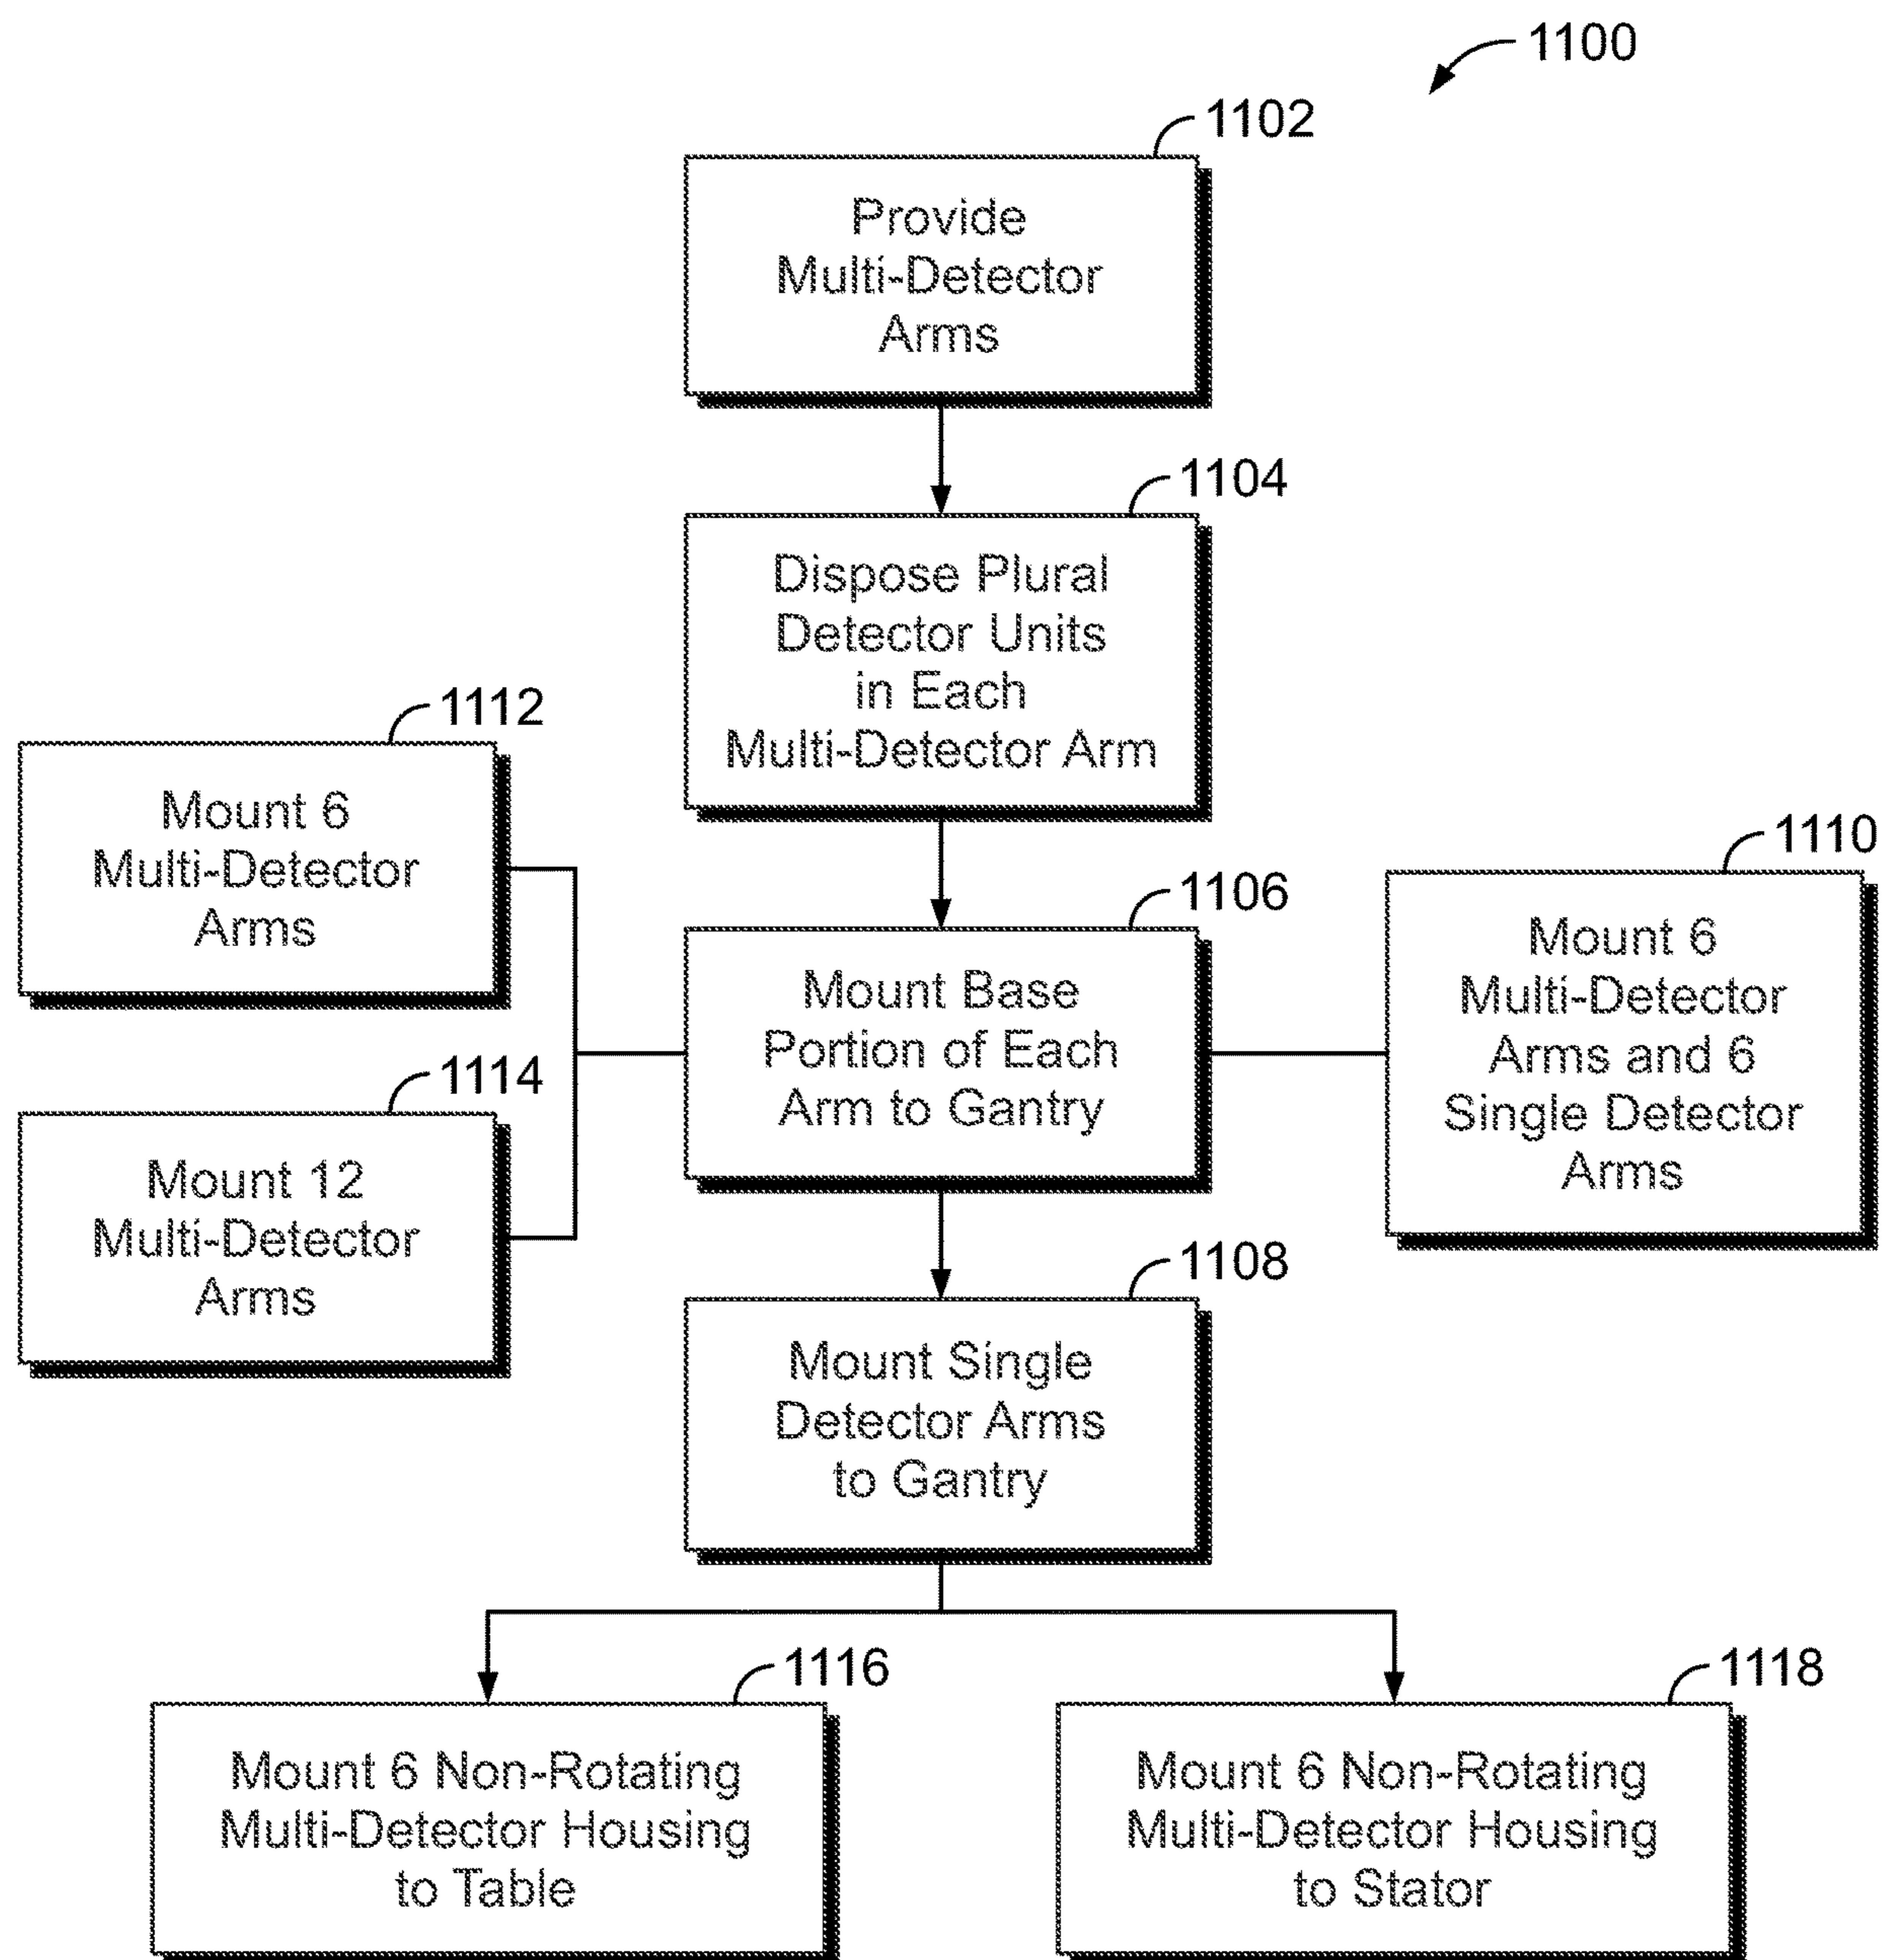 1100
1102
Provide
Multi-Detector
Arms
1104
Dispose Plural
Detector Units
in Each
Multi-Detector Arm
1112
Mount 6
Multi-Detector
Arms
1114
Mount 12
Multi-Detector
Arms
1106
Mount Base
Portion of Each
Arm to Gantry
1110
Mount 6
Multi-Detector
Arms and 6
Single Detector
Arms
1108
Mount Single
Detector Arms
to Gantry
1116
Mount 6 Non-Rotating
Multi-Detector Housing
to Table
1118
Mount 6 Non-Rotating
Multi-Detector Housing
to Stator